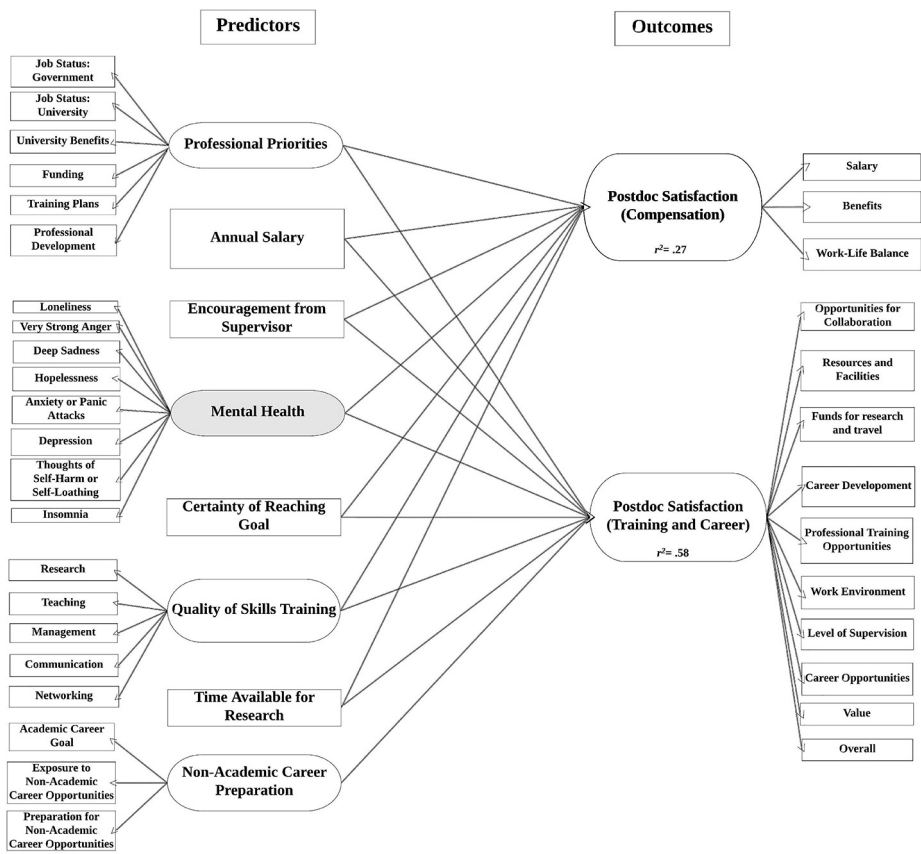 Predictors
Outcomes
Job Status:
Government
Job Status:
University
University Benefits
Funding
Training Plans
Professional
Development
Professional Priorities
Annual Salary
Encouragement from
Supervisor
Loneliness
Very Strong Anger
Deep Sadness
Hopelessness
Anxiety or Panic
Attacks
Depression
Thoughts of
Self-Harm or
Self-Loathing
Insomnia
Mental Health
Certainty of Reaching
Goal
Research
Teaching
Management
Communication
Networking
Quality of Skills Training
Time Available for
Research
Academic Career
Goal
Exposure to
Non-Academic
Career Opportunities
Preparation for
Non-Academic
Career Opportunities
Non-Academic Career
Preparation
Postdoc Satisfaction
(Compensation)
r²= .27
Salary
Benefits
Work-Life Balance
Postdoc Satisfaction
(Training and Career)
r²= .58
Opportunities for
Collaboration
Resources and
Facilities
Funds for research
and travel
Career Developoment
Professional Training
Opportunities
Work Environment
Level of Supervision
Career Opportunities
Value
Overall